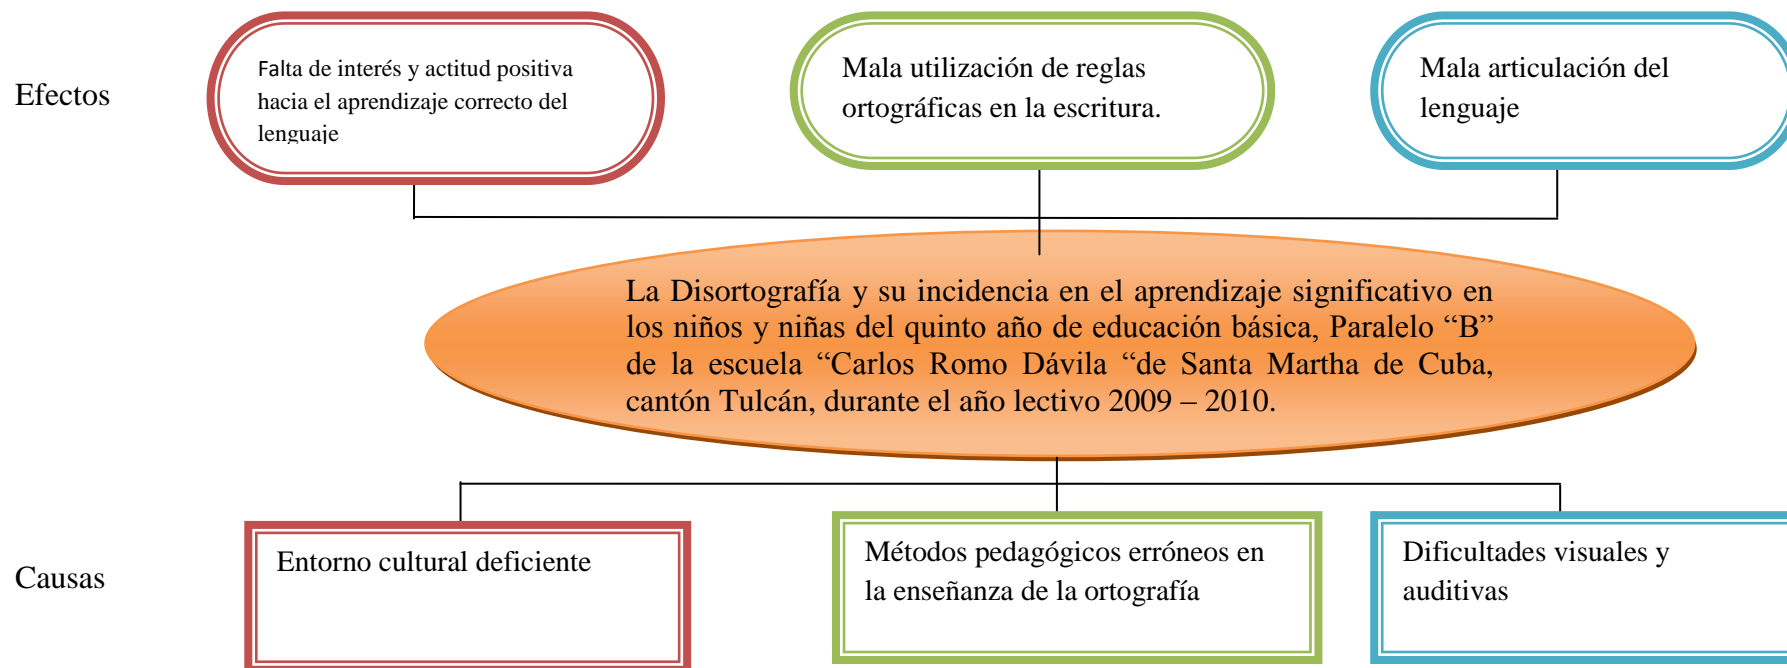 Efectos
Falta de interés y actitud positiva
hacia el aprendizaje correcto del
lenguaje
Mala utilización de reglas
ortográficas en la escritura.
Mala articulación del
lenguaje
La Disortografía y su incidencia en el aprendizaje significativo en
los niños y niñas del quinto año de educación básica, Paralelo “B”
de la escuela “Carlos Romo Dávila “de Santa Martha de Cuba,
cantón Tulcán, durante el año lectivo 2009 – 2010.
Causas
Entorno cultural deficiente
Métodos pedagógicos erróneos en
la enseñanza de la ortografía
Dificultades visuales y
auditivas